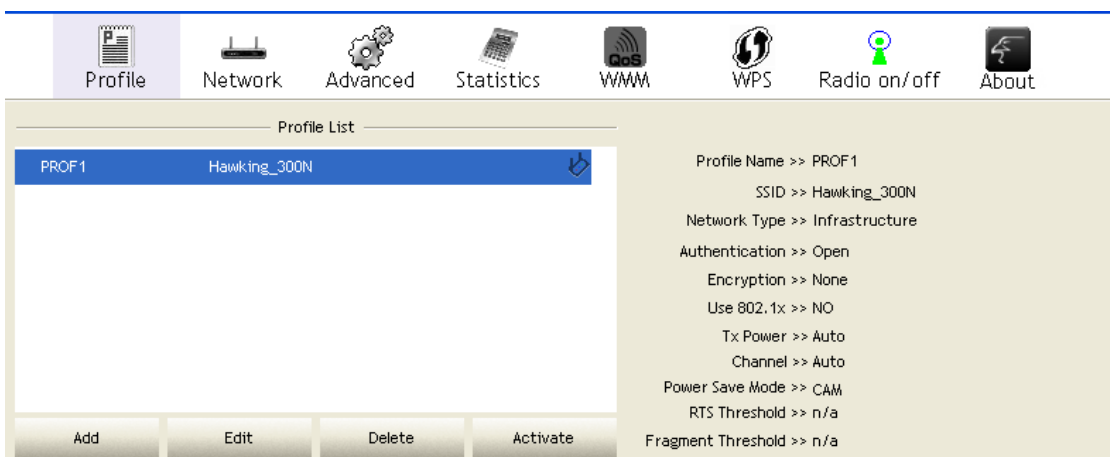 Profile Network Advanced Statistics QoS WMM WPS Radio on/off About
Profile List
PROF1 Hawking_300N
Add Edit Delete Activate
Profile Name >> PROF1
SSID >> Hawking_300N
Network Type >> Infrastructure
Authentication >> Open
Encryption >> None
Use 802.1x >> NO
Tx Power >> Auto
Channel >> Auto
Power Save Mode >> CAM
RTS Threshold >> n/a
Fragment Threshold >> n/a